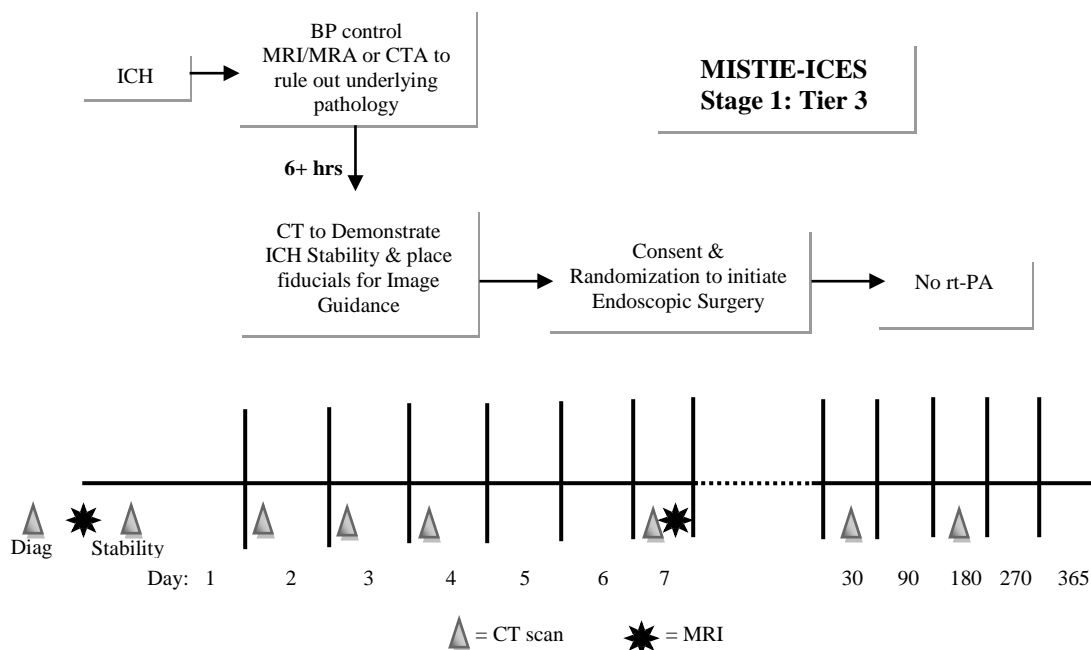 ICH
BP control
MRI/MRA or CTA to
rule out underlying
pathology
MISTIE-ICES
Stage 1: Tier 3
6+ hrs
CT to Demonstrate
ICH Stability & place
fiducials for Image
Guidance
Consent &
Randomization to initiate
Endoscopic Surgery
No rt-PA
Diag
Stability
Day: 1 2 3 4 5 6 7 30 90 180 270 365
= CT scan
= MRI